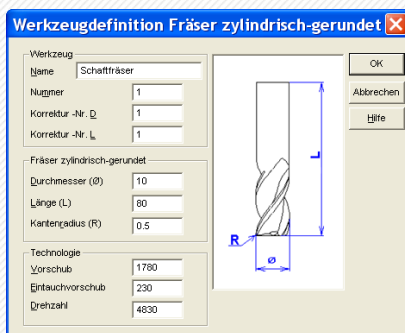 Werkzeugdefinition Fräser zylindrisch-gerundet
Werkzeug
Name Schaftfräser
Nummer 1
Korrektur -Nr. D 1
Korrektur -Nr. L 1
Fräser zylindrisch-gerundet
Durchmesser (Ø) 10
Länge (L) 80
Kantenradius (R) 0.5
Technologie
Vorschub 1780
Eintauchvorschub 230
Drehzahl 4830
L
R
ø
OK
Abbrechen
Hilfe